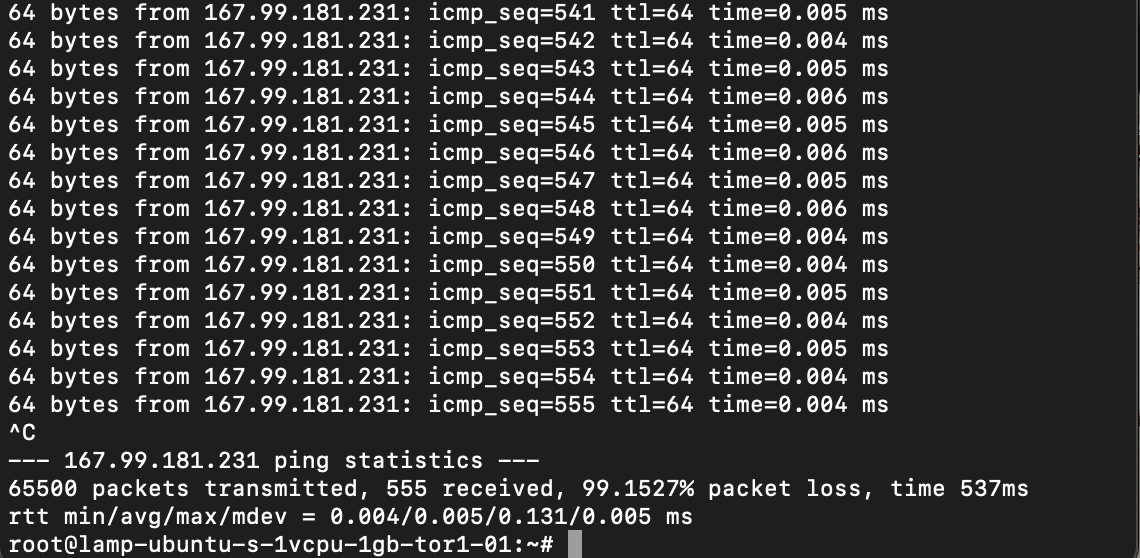 64 bytes from 167.99.181.231: icmp_seq=541 ttl=64 time=0.005 ms
64 bytes from 167.99.181.231: icmp_seq=542 ttl=64 time=0.004 ms
64 bytes from 167.99.181.231: icmp_seq=543 ttl=64 time=0.005 ms
64 bytes from 167.99.181.231: icmp_seq=544 ttl=64 time=0.006 ms
64 bytes from 167.99.181.231: icmp_seq=545 ttl=64 time=0.005 ms
64 bytes from 167.99.181.231: icmp_seq=546 ttl=64 time=0.006 ms
64 bytes from 167.99.181.231: icmp_seq=547 ttl=64 time=0.005 ms
64 bytes from 167.99.181.231: icmp_seq=548 ttl=64 time=0.006 ms
64 bytes from 167.99.181.231: icmp_seq=549 ttl=64 time=0.004 ms
64 bytes from 167.99.181.231: icmp_seq=550 ttl=64 time=0.004 ms
64 bytes from 167.99.181.231: icmp_seq=551 ttl=64 time=0.005 ms
64 bytes from 167.99.181.231: icmp_seq=552 ttl=64 time=0.004 ms
64 bytes from 167.99.181.231: icmp_seq=553 ttl=64 time=0.005 ms
64 bytes from 167.99.181.231: icmp_seq=554 ttl=64 time=0.004 ms
64 bytes from 167.99.181.231: icmp_seq=555 ttl=64 time=0.004 ms
^C
--- 167.99.181.231 ping statistics ---
65500 packets transmitted, 555 received, 99.1527% packet loss, time 537ms
rtt min/avg/max/mdev = 0.004/0.005/0.131/0.005 ms
root@lamp-ubuntu-s-1vcpu-1gb-tor1-01:~#